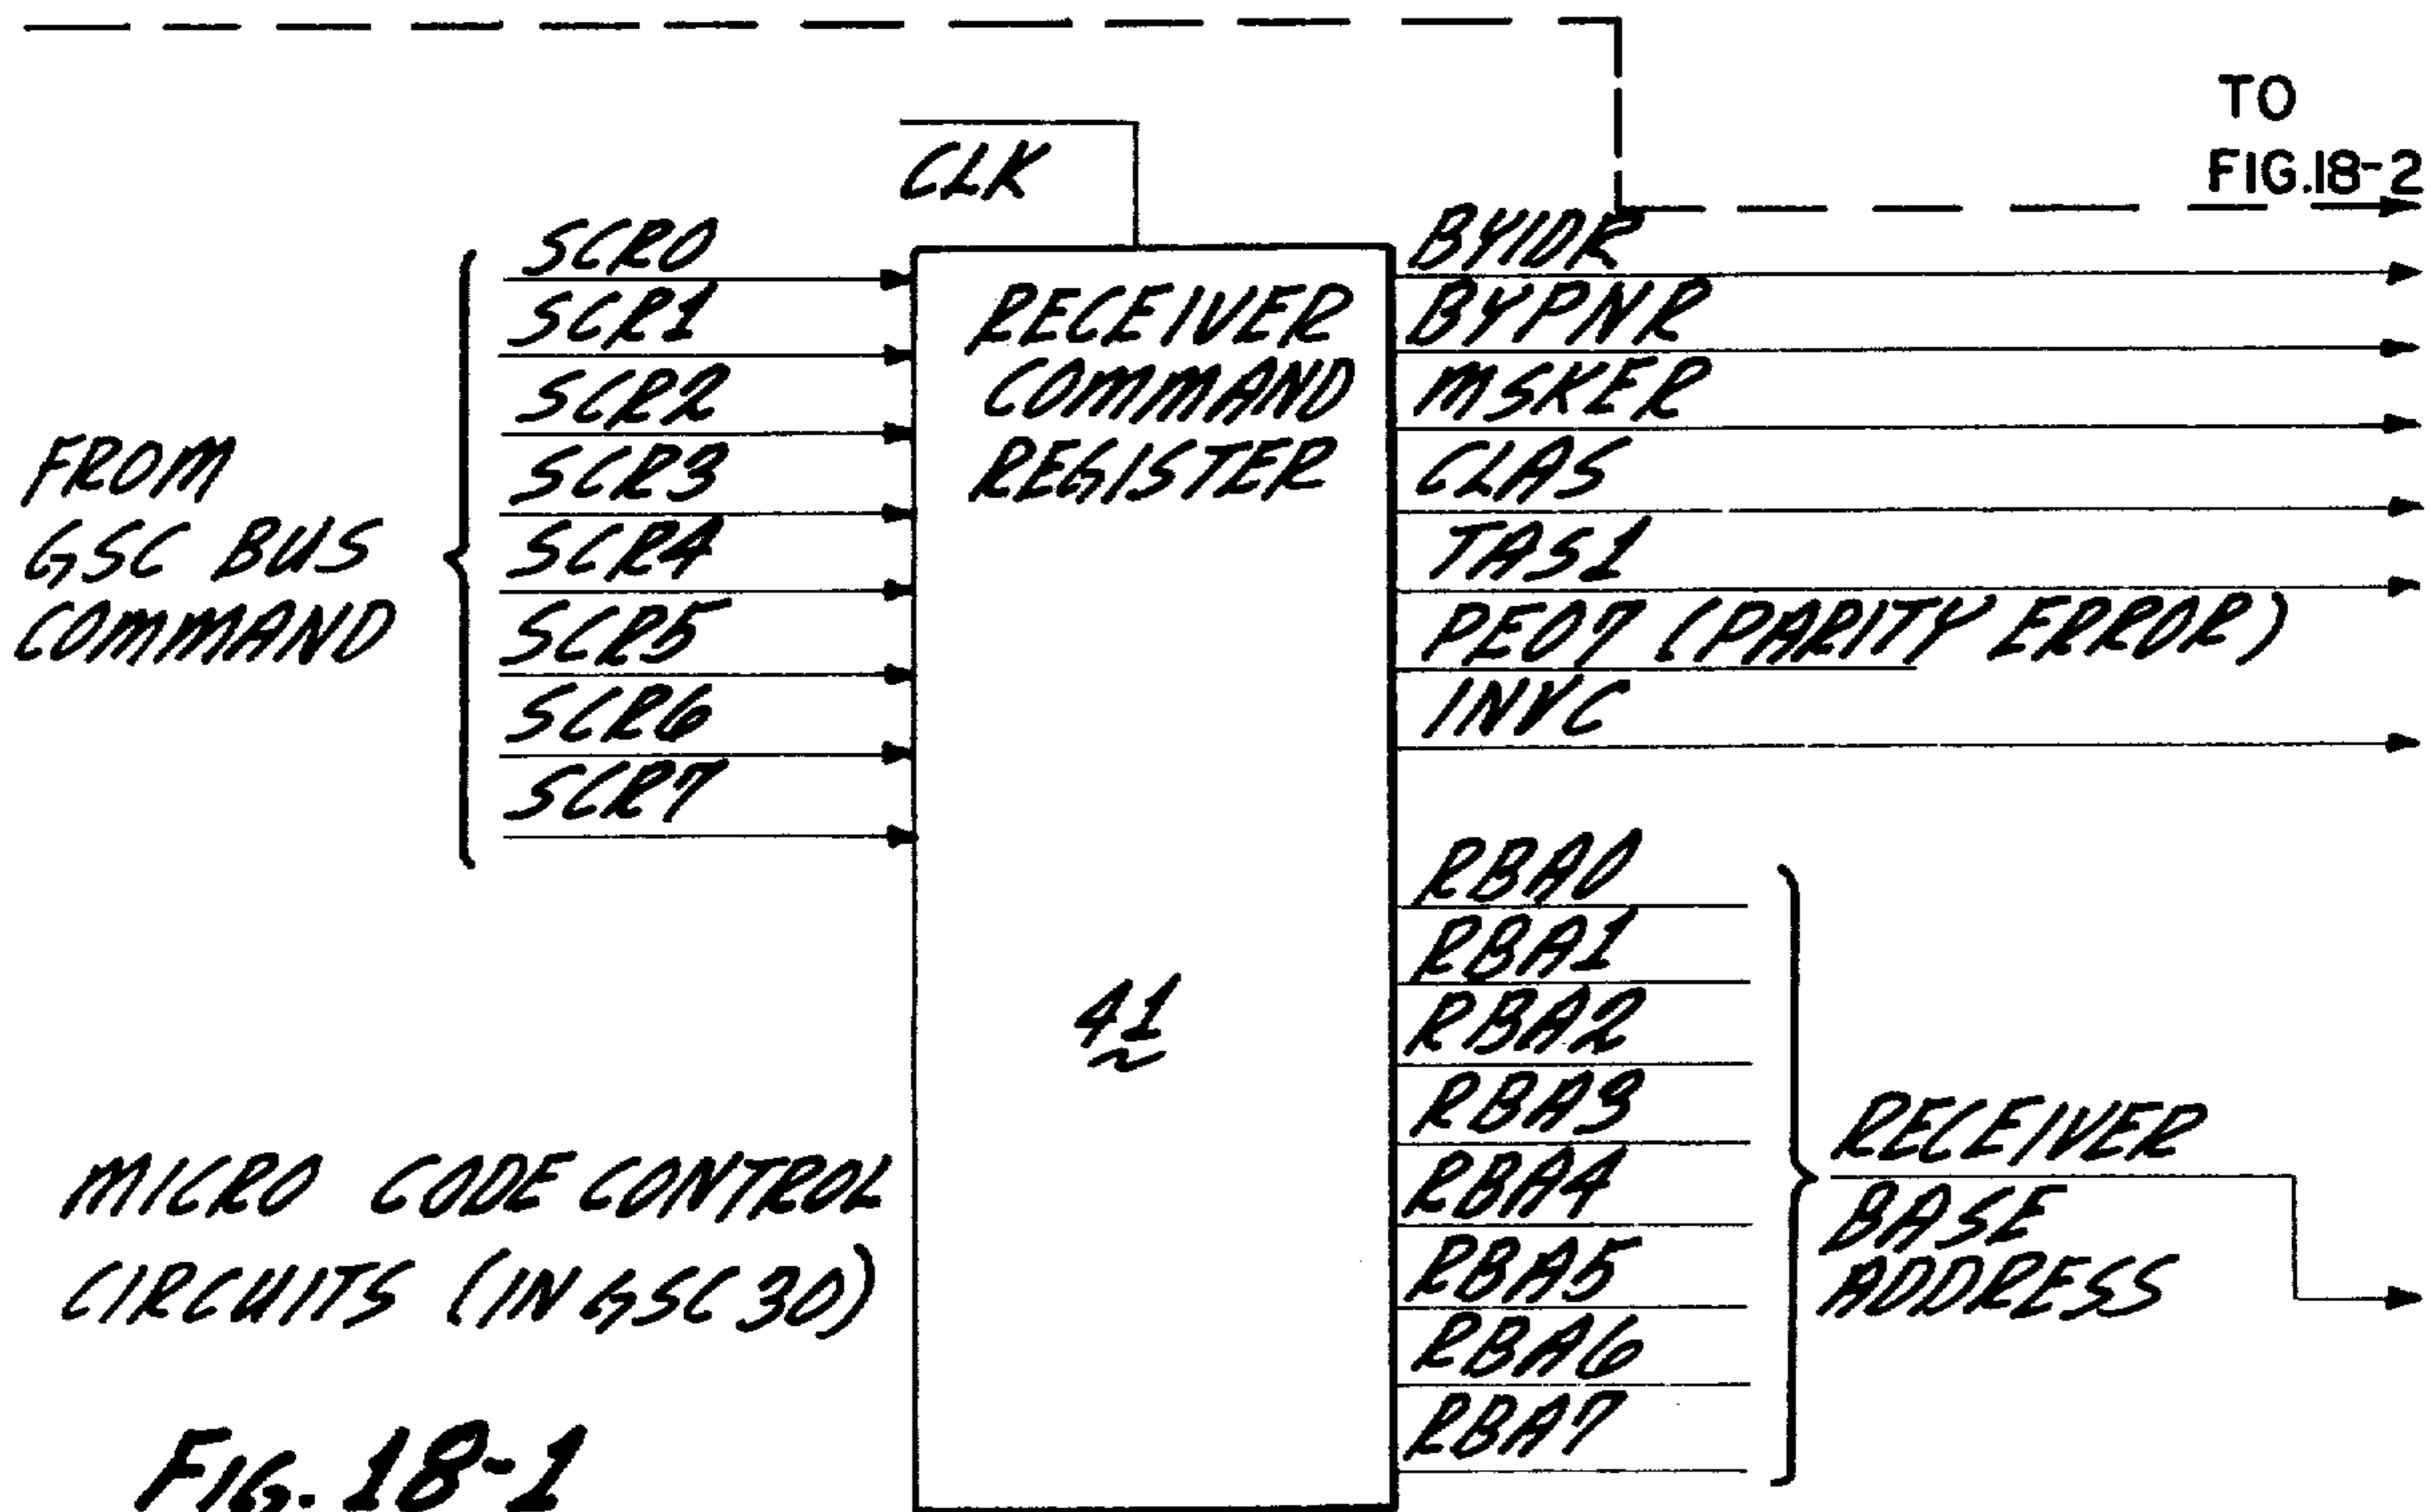 TO
FIG.18-2
CLK
FROM
GSC BUS
COMMAND
SCR0
SCR1
SCR2
SCR3
SCR4
SCR5
SCR6
SCR7
RECEIVER
COMMAND
REGISTER
41
BYIDR
BYPNR
MSKER
CLAS
TAS1
PE07 (PARITY ERROR)
INVC
RBA0
RBA1
RBA2
RBA3
RBA4
RBA5
RBA6
RBA7
RECEIVER
BASE
ADDRESS
MICRO CODE CONTROL
CIRCUITS (IN GSC 30)
FIG. 18-1